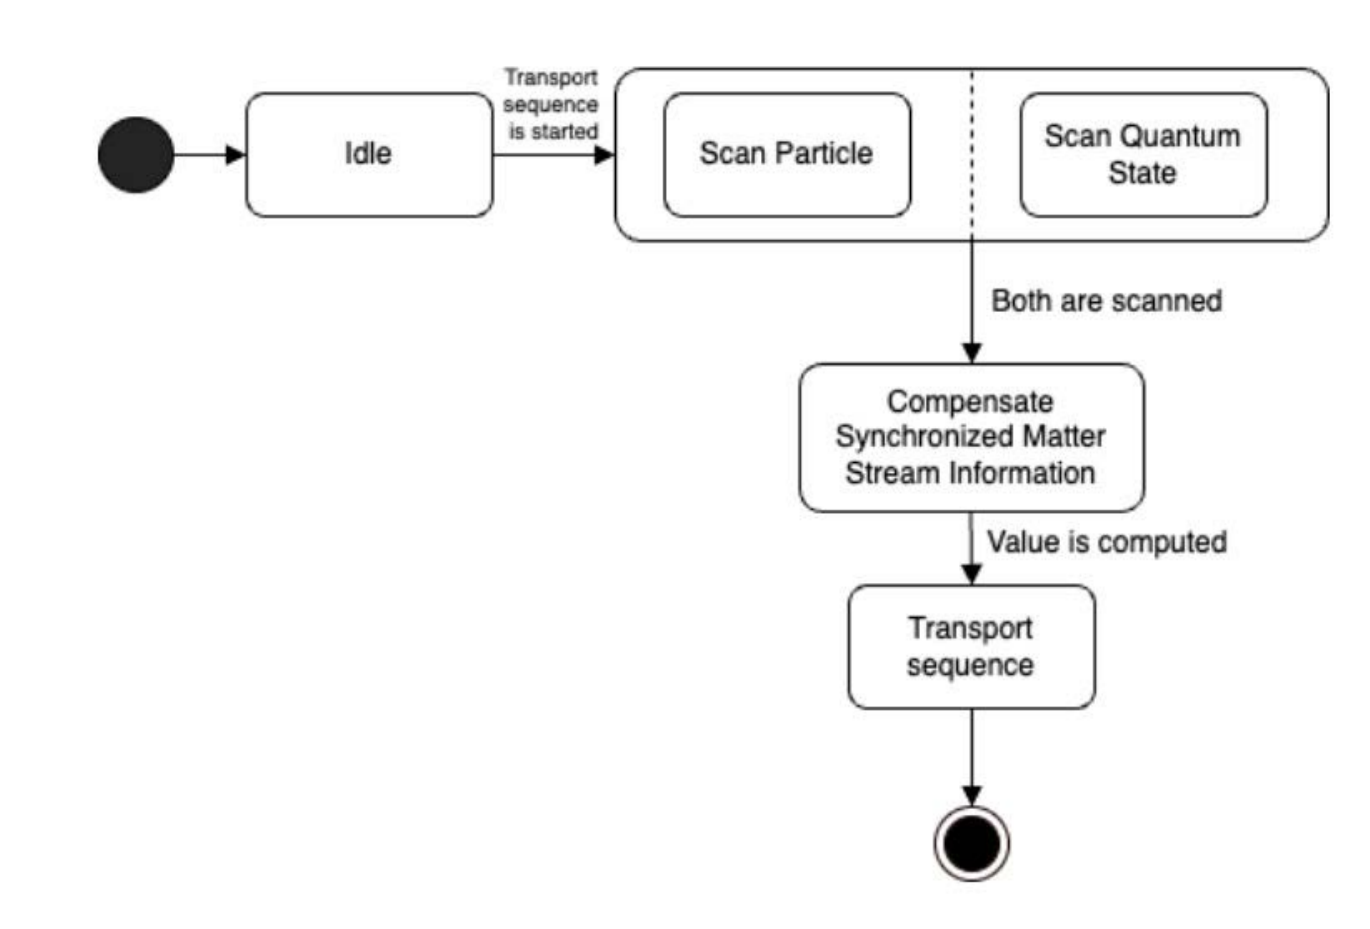 Idle
Transport
sequence
is started
Scan Particle
Scan Quantum
State
Both are scanned
Compensate
Synchronized Matter
Stream Information
Value is computed
Transport
sequence